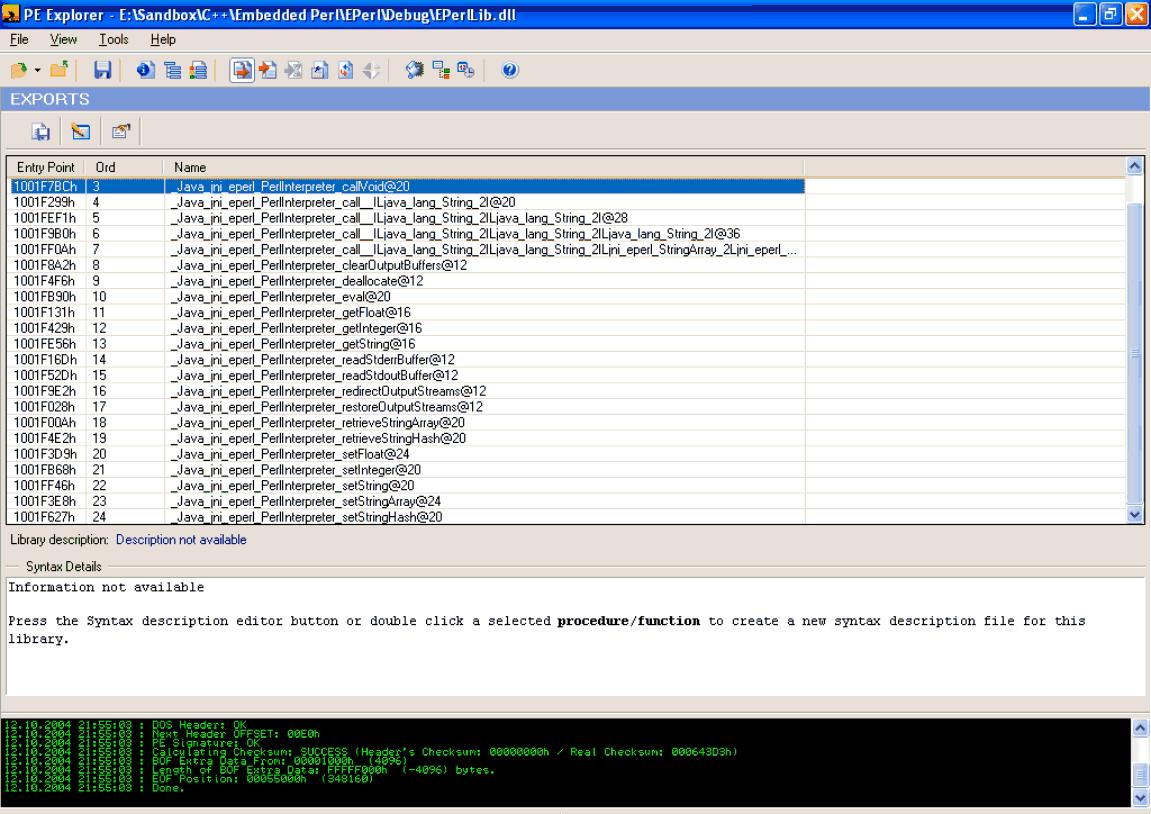 PE Explorer - E:\Sandbox\C++\Embedded Perl\EPerl\Debug\EPerlLib.dll
File View Tools Help
EXPORTS
Entry Point Ord Name
1001F7BCh 3 _Java_jni_eperl_PerlInterpreter_callVoid@20
1001F299h 4 _Java_jni_eperl_PerlInterpreter_call__ILjava_lang_String_2I@20
1001FEF1h 5 _Java_jni_eperl_PerlInterpreter_call__ILjava_lang_String_2ILjava_lang_String_2I@28
1001F9B0h 6 _Java_jni_eperl_PerlInterpreter_call__ILjava_lang_String_2ILjava_lang_String_2ILjava_lang_String_2I@36
1001FF0Ah 7 _Java_jni_eperl_PerlInterpreter_call__ILjava_lang_String_2ILjava_lang_String_2Ljni_eperl_StringArray_2Ljni_eperl_...
1001F8A2h 8 _Java_jni_eperl_PerlInterpreter_clearOutputBuffers@12
1001F4F6h 9 _Java_jni_eperl_PerlInterpreter_deallocate@12
1001FB90h 10 _Java_jni_eperl_PerlInterpreter_eval@20
1001F131h 11 _Java_jni_eperl_PerlInterpreter_getFloat@16
1001F429h 12 _Java_jni_eperl_PerlInterpreter_getInteger@16
1001FE56h 13 _Java_jni_eperl_PerlInterpreter_getString@16
1001F16Dh 14 _Java_jni_eperl_PerlInterpreter_readStderrBuffer@12
1001F52Dh 15 _Java_jni_eperl_PerlInterpreter_readStdoutBuffer@12
1001F9E2h 16 _Java_jni_eperl_PerlInterpreter_redirectOutputStreams@12
1001F028h 17 _Java_jni_eperl_PerlInterpreter_restoreOutputStreams@12
1001F00Ah 18 _Java_jni_eperl_PerlInterpreter_retrieveStringArray@20
1001F4E2h 19 _Java_jni_eperl_PerlInterpreter_retrieveStringHash@20
1001F3D9h 20 _Java_jni_eperl_PerlInterpreter_setFloat@24
1001FB68h 21 _Java_jni_eperl_PerlInterpreter_setInteger@20
1001FF46h 22 _Java_jni_eperl_PerlInterpreter_setString@20
1001F3E8h 23 _Java_jni_eperl_PerlInterpreter_setStringArray@24
1001F627h 24 _Java_jni_eperl_PerlInterpreter_setStringHash@20
Library description: Description not available
Syntax Details
Information not available
Press the Syntax description editor button or double click a selected procedure/function to create a new syntax description file for this
library.
12.10.2004 21:55:03 : DOS Header: OK
12.10.2004 21:55:03 : Next Header OFFSET: 00E0h
12.10.2004 21:55:03 : PE Signature: OK
12.10.2004 21:55:03 : Calculating Checksum: SUCCESS (Header's Checksum: 00000000h / Real Checksum: 000643D3h)
12.10.2004 21:55:03 : BOF Extra Data From: 00001000h (4096)
12.10.2004 21:55:03 : Length of BOF Extra Data: FFFFF000h (-4096) bytes.
12.10.2004 21:55:03 : EOF Position: 00055000h (348160)
12.10.2004 21:55:03 : Done.